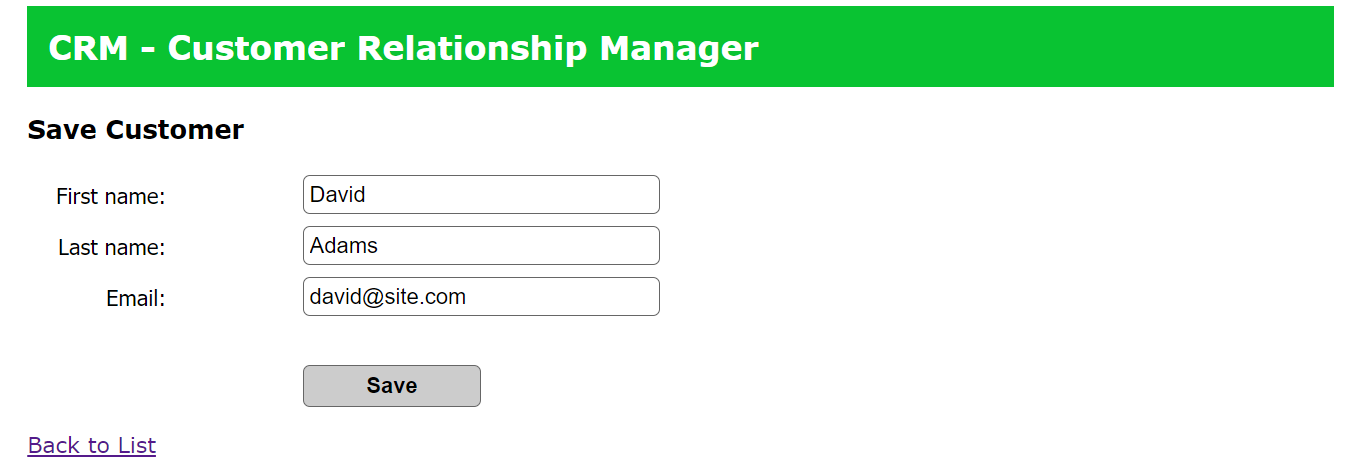 CRM - Customer Relationship Manager
Save Customer
First name: David
Last name: Adams
Email: david@site.com
Save
Back to List